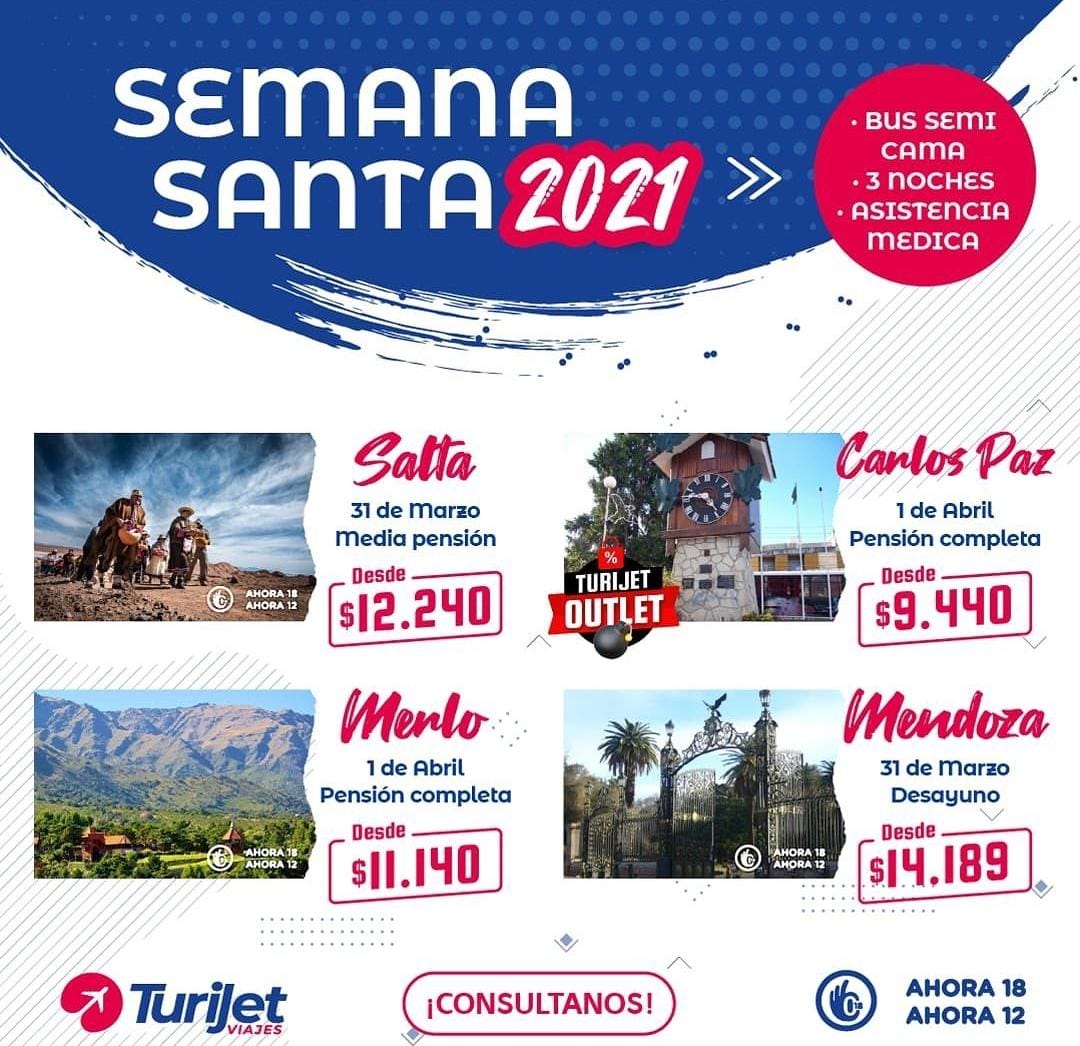 SEMANA
SANTA 2021
• BUS SEMI
CAMA
• 3 NOCHES
• ASISTENCIA
MEDICA
Salta
31 de Marzo
Media pensión
Desde
$12.240
AHORA 18
AHORA 12
Carlos Paz
1 de Abril
Pensión completa
Desde
$9.440
%
TURIJET
OUTLET
Merlo
1 de Abril
Pensión completa
Desde
$11.140
AHORA 18
AHORA 12
Mendoza
31 de Marzo
Desayuno
Desde
$14.189
AHORA 18
AHORA 12
TuriJet
VIAJES
¡CONSULTANOS!
AHORA 18
AHORA 12